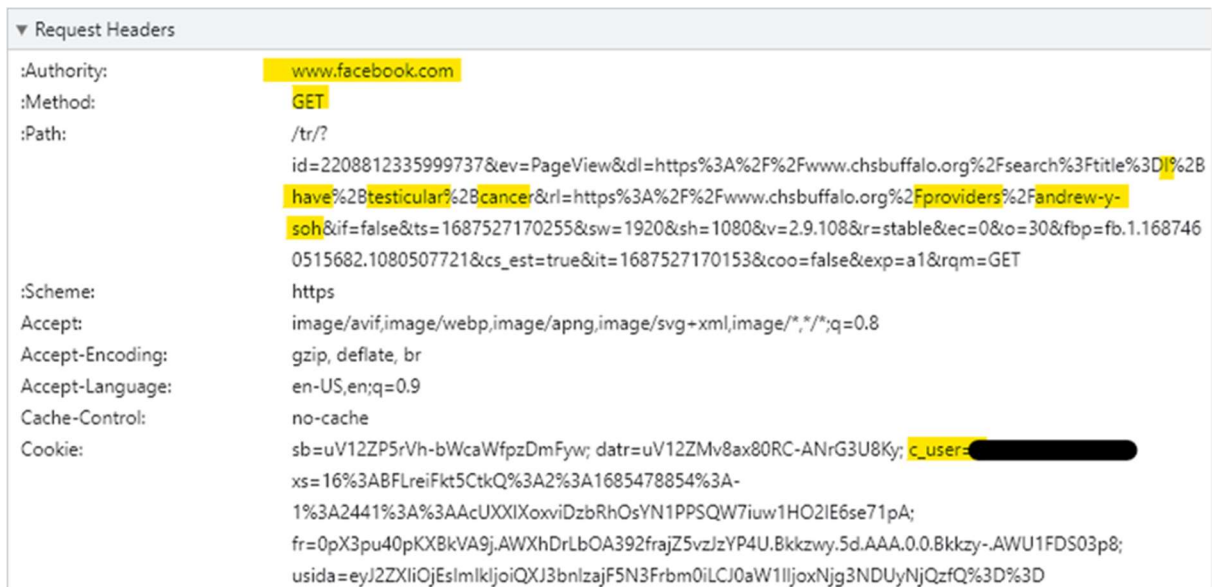 ▼ Request Headers
:Authority: www.facebook.com
:Method: GET
:Path: /tr/?
id=2208812335999737&ev=PageView&dl=https%3A%2F%2Fwww.chsbuffalo.org%2Fsearch%3Ftitle%3DI%2B
have%2Btesticular%2Bcancer&rl=https%3A%2F%2Fwww.chsbuffalo.org%2Fproviders%2Fandrew-y-
soh&if=false&ts=1687527170255&sw=1920&sh=1080&v=2.9.108&r=stable&ec=0&o=30&fbp=fb.1.168746
0515682.1080507721&cs_est=true&it=1687527170153&coo=false&exp=a1&rqm=GET
:Scheme: https
Accept: image/avif,image/webp,image/apng,image/svg+xml,image/*,*/*;q=0.8
Accept-Encoding: gzip, deflate, br
Accept-Language: en-US,en;q=0.9
Cache-Control: no-cache
Cookie: sb=uV12ZP5rVh-bWcaWfpzDmFyw; datr=uV12ZMv8ax80RC-ANrG3U8Ky; c_user=
xs=16%3ABFLreiFkt5CtkQ%3A2%3A1685478854%3A-
1%3A2441%3A%3AAcUXXIXoxviDzbRhOsYN1PPSQW7iuw1HO2IE6se71pA;
fr=0pX3pu40pKXBkVA9j.AWXhDrLbOA392frajZ5vzJzYP4U.Bkkzwy.5d.AAA.0.0.Bkkzy-.AWU1FDS03p8;
usida=eyJ2ZXIiOjEsImlkIjoiQXJ3bnlzajF5N3Frbm0iLCJ0aW1lIjoxNjg3NDUyNjQzfQ%3D%3D